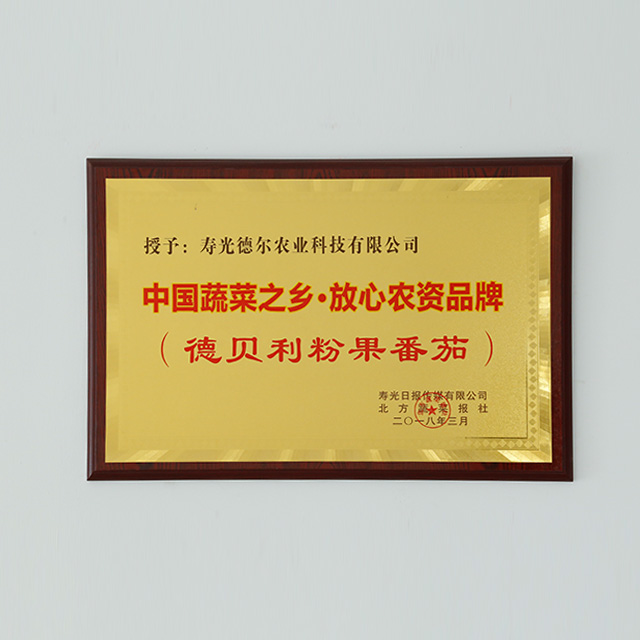 授予：寿光德尔农业科技有限公司
中国蔬菜之乡·放心农资品牌
（德贝利粉果番茄）
寿光日报传媒有限公司
北方蔬菜报社
二〇一八年三月